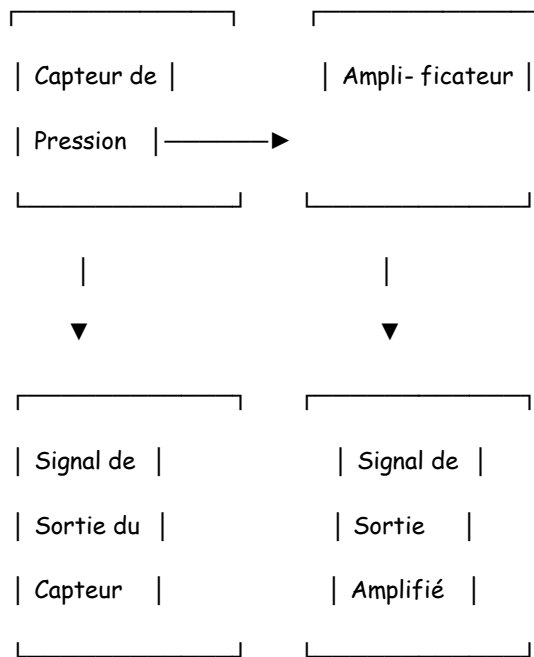 ┌──────────┐ ┌──────────┐
| Capteur de | | Ampli- ficateur |
| Pression |──────►
└──────────┘ └──────────┘
| |
▼ ▼
┌──────────┐ ┌──────────┐
| Signal de | | Signal de |
| Sortie du | | Sortie |
| Capteur | | Amplifié |
└──────────┘ └──────────┘